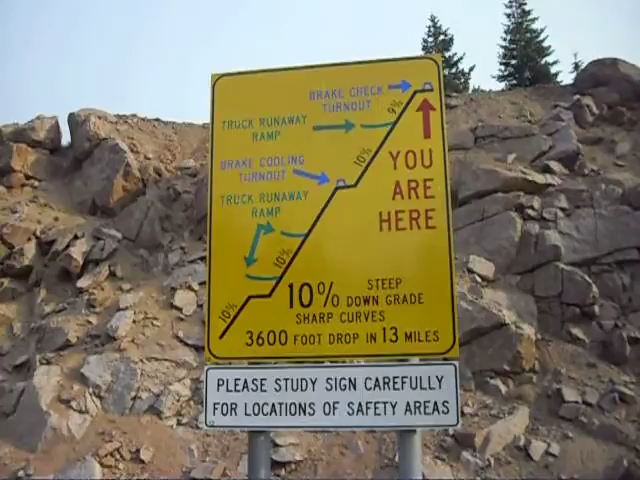 BRAKE CHECK
TURNOUT
9%
TRUCK RUNAWAY
RAMP
10%
YOU
ARE
HERE
BRAKE COOLING
TURNOUT
TRUCK RUNAWAY
RAMP
10%
10%
10% STEEP
DOWN GRADE
SHARP CURVES
3600 FOOT DROP IN 13 MILES
PLEASE STUDY SIGN CAREFULLY
FOR LOCATIONS OF SAFETY AREAS